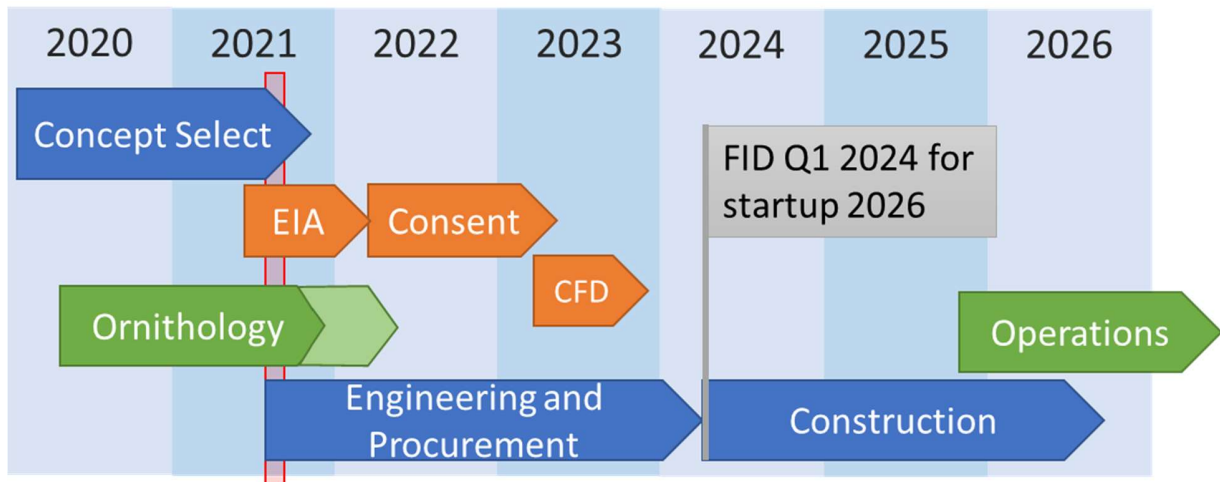 2020 2021 2022 2023 2024 2025 2026
Concept Select
FID Q1 2024 for
startup 2026
EIA
Consent
CFD
Ornithology
Operations
Engineering and
Procurement
Construction